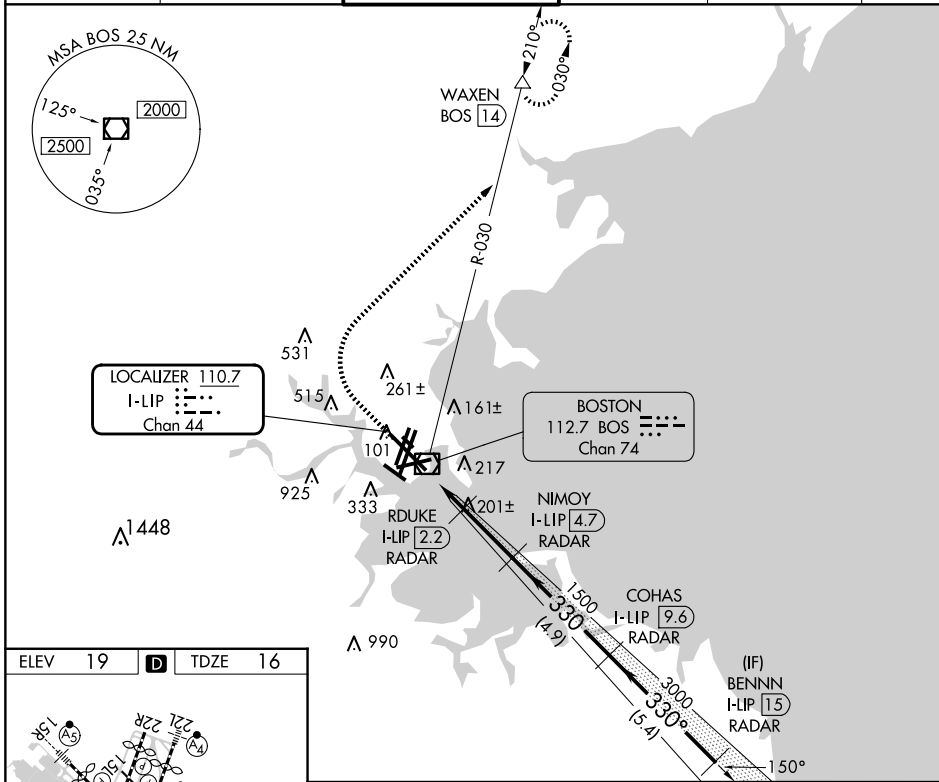 MSA BOS 25 NM
125°
2000
2500
035°
210°
030°
WAXEN
BOS 14
R-030
531
LOCALIZER 110.7
I-LIP
Chan 44
515
261±
161±
BOSTON
112.7 BOS
Chan 74
101
217
925
333
201±
RDUKE
I-LIP 2.2
RADAR
NIMOY
I-LIP 4.7
RADAR
1448
1500
330
(4.9)
COHAS
I-LIP 9.6
RADAR
990
3000
330°
(5.4)
(IF)
BENNN
I-LIP 15
RADAR
150°
ELEV 19 D TDZE 16
15R
A5
22R
22L
A4
15L
P